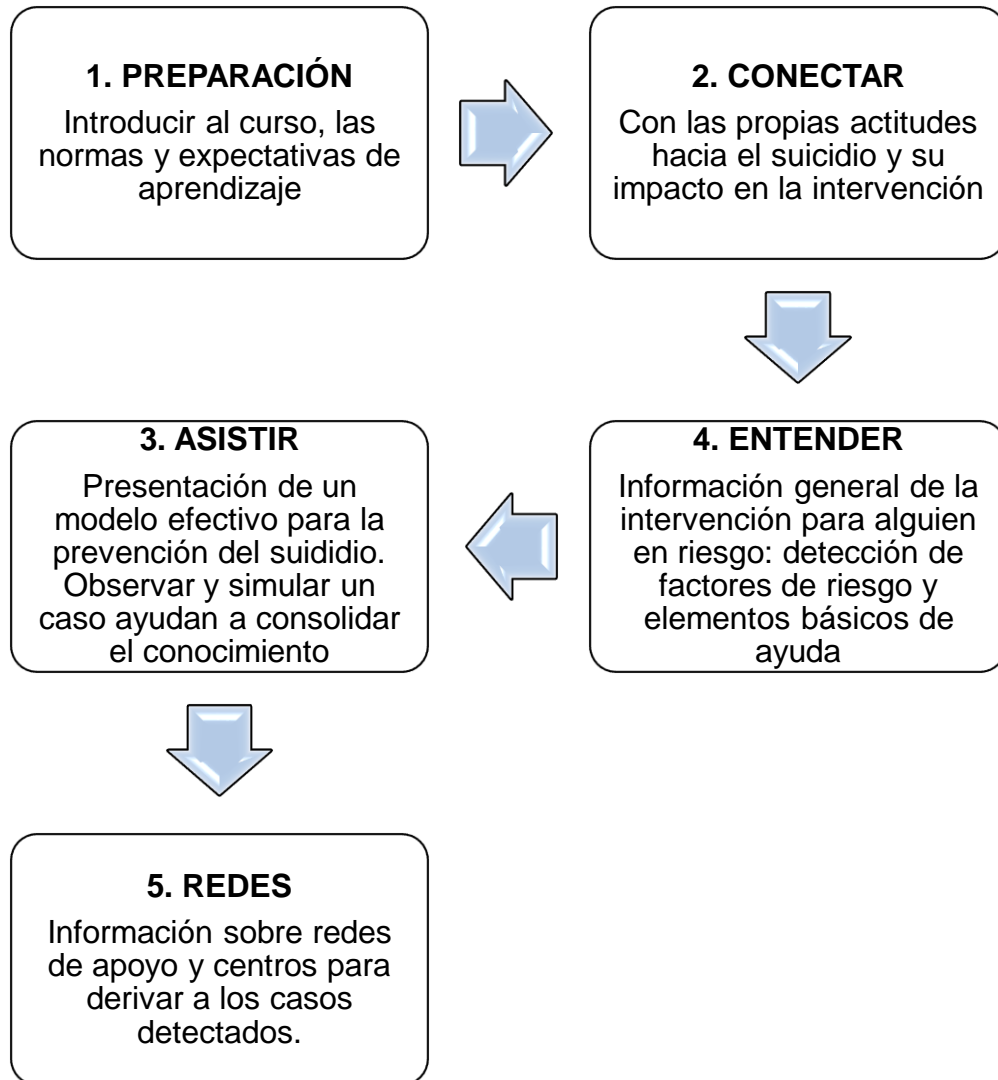 1. PREPARACIÓN
Introducir al curso, las
normas y expectativas de
aprendizaje
2. CONECTAR
Con las propias actitudes
hacia el suicidio y su
impacto en la intervención
3. ASISTIR
Presentación de un
modelo efectivo para la
prevención del suididio.
Observar y simular un
caso ayudan a consolidar
el conocimiento
4. ENTENDER
Información general de la
intervención para alguien
en riesgo: detección de
factores de riesgo y
elementos básicos de
ayuda
5. REDES
Información sobre redes
de apoyo y centros para
derivar a los casos
detectados.